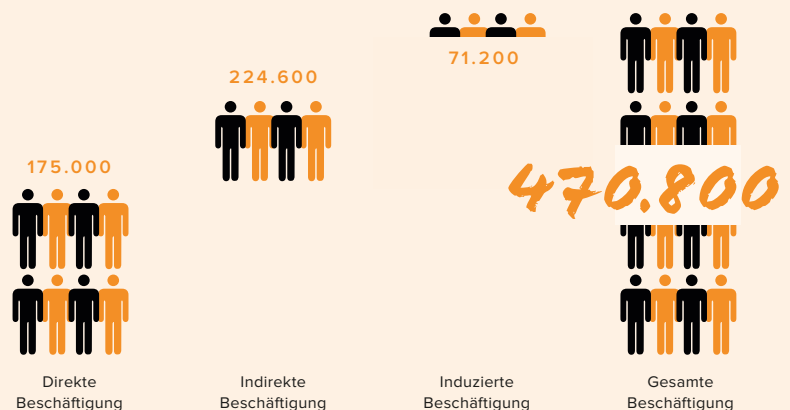 71.200
224.600
175.000
470.800
Direkte
Beschäftigung
Indirekte
Beschäftigung
Induzierte
Beschäftigung
Gesamte
Beschäftigung